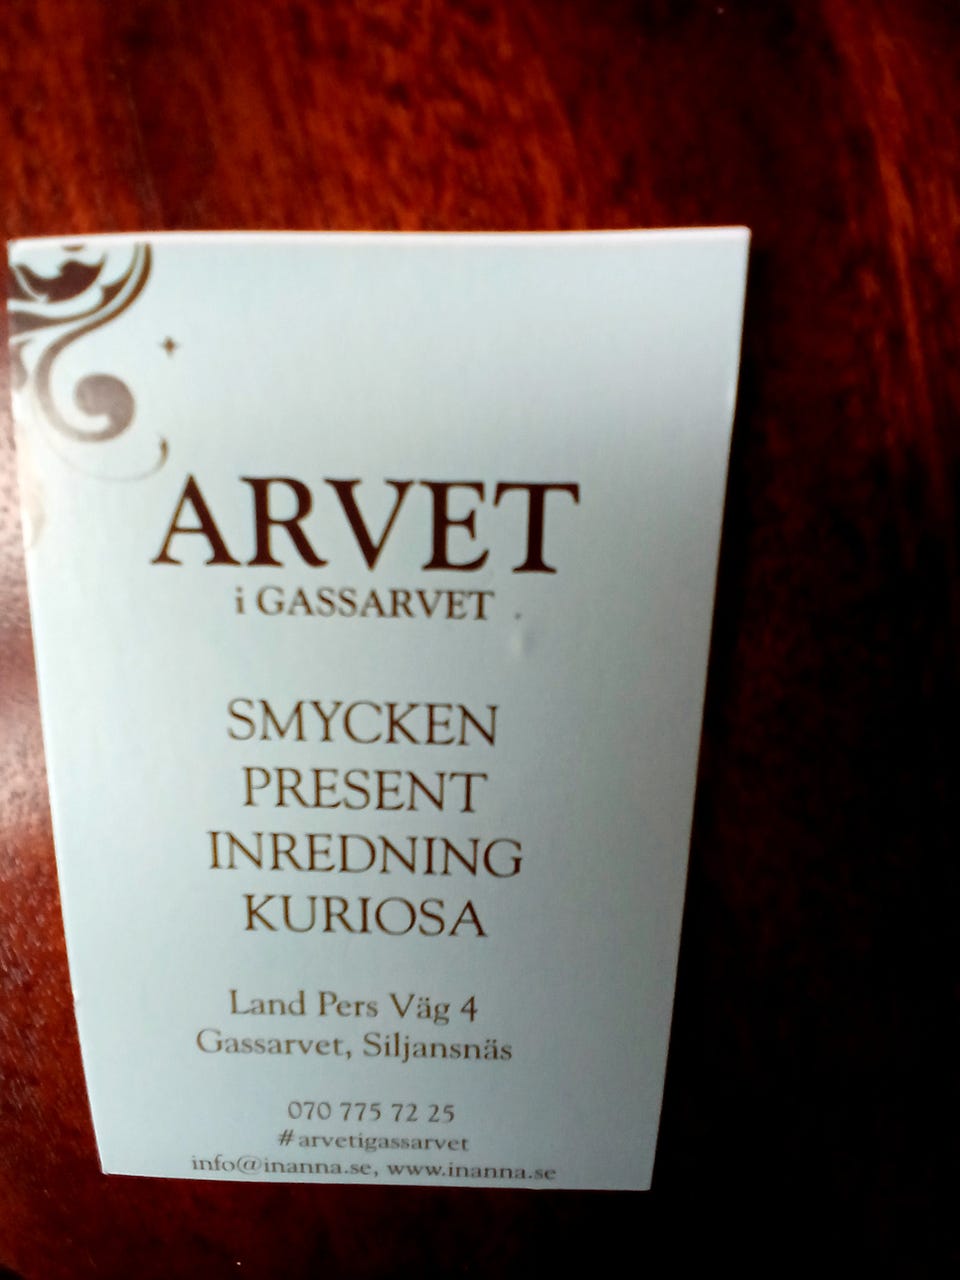 ARVET
i GASSARVET
SMYCKEN
PRESENT
INREDNING
KURIOSA
Land Pers Väg 4
Gassarvet, Siljansnäs
070 775 72 25
#arvetigassarvet
info@inanna.se, www.inanna.se